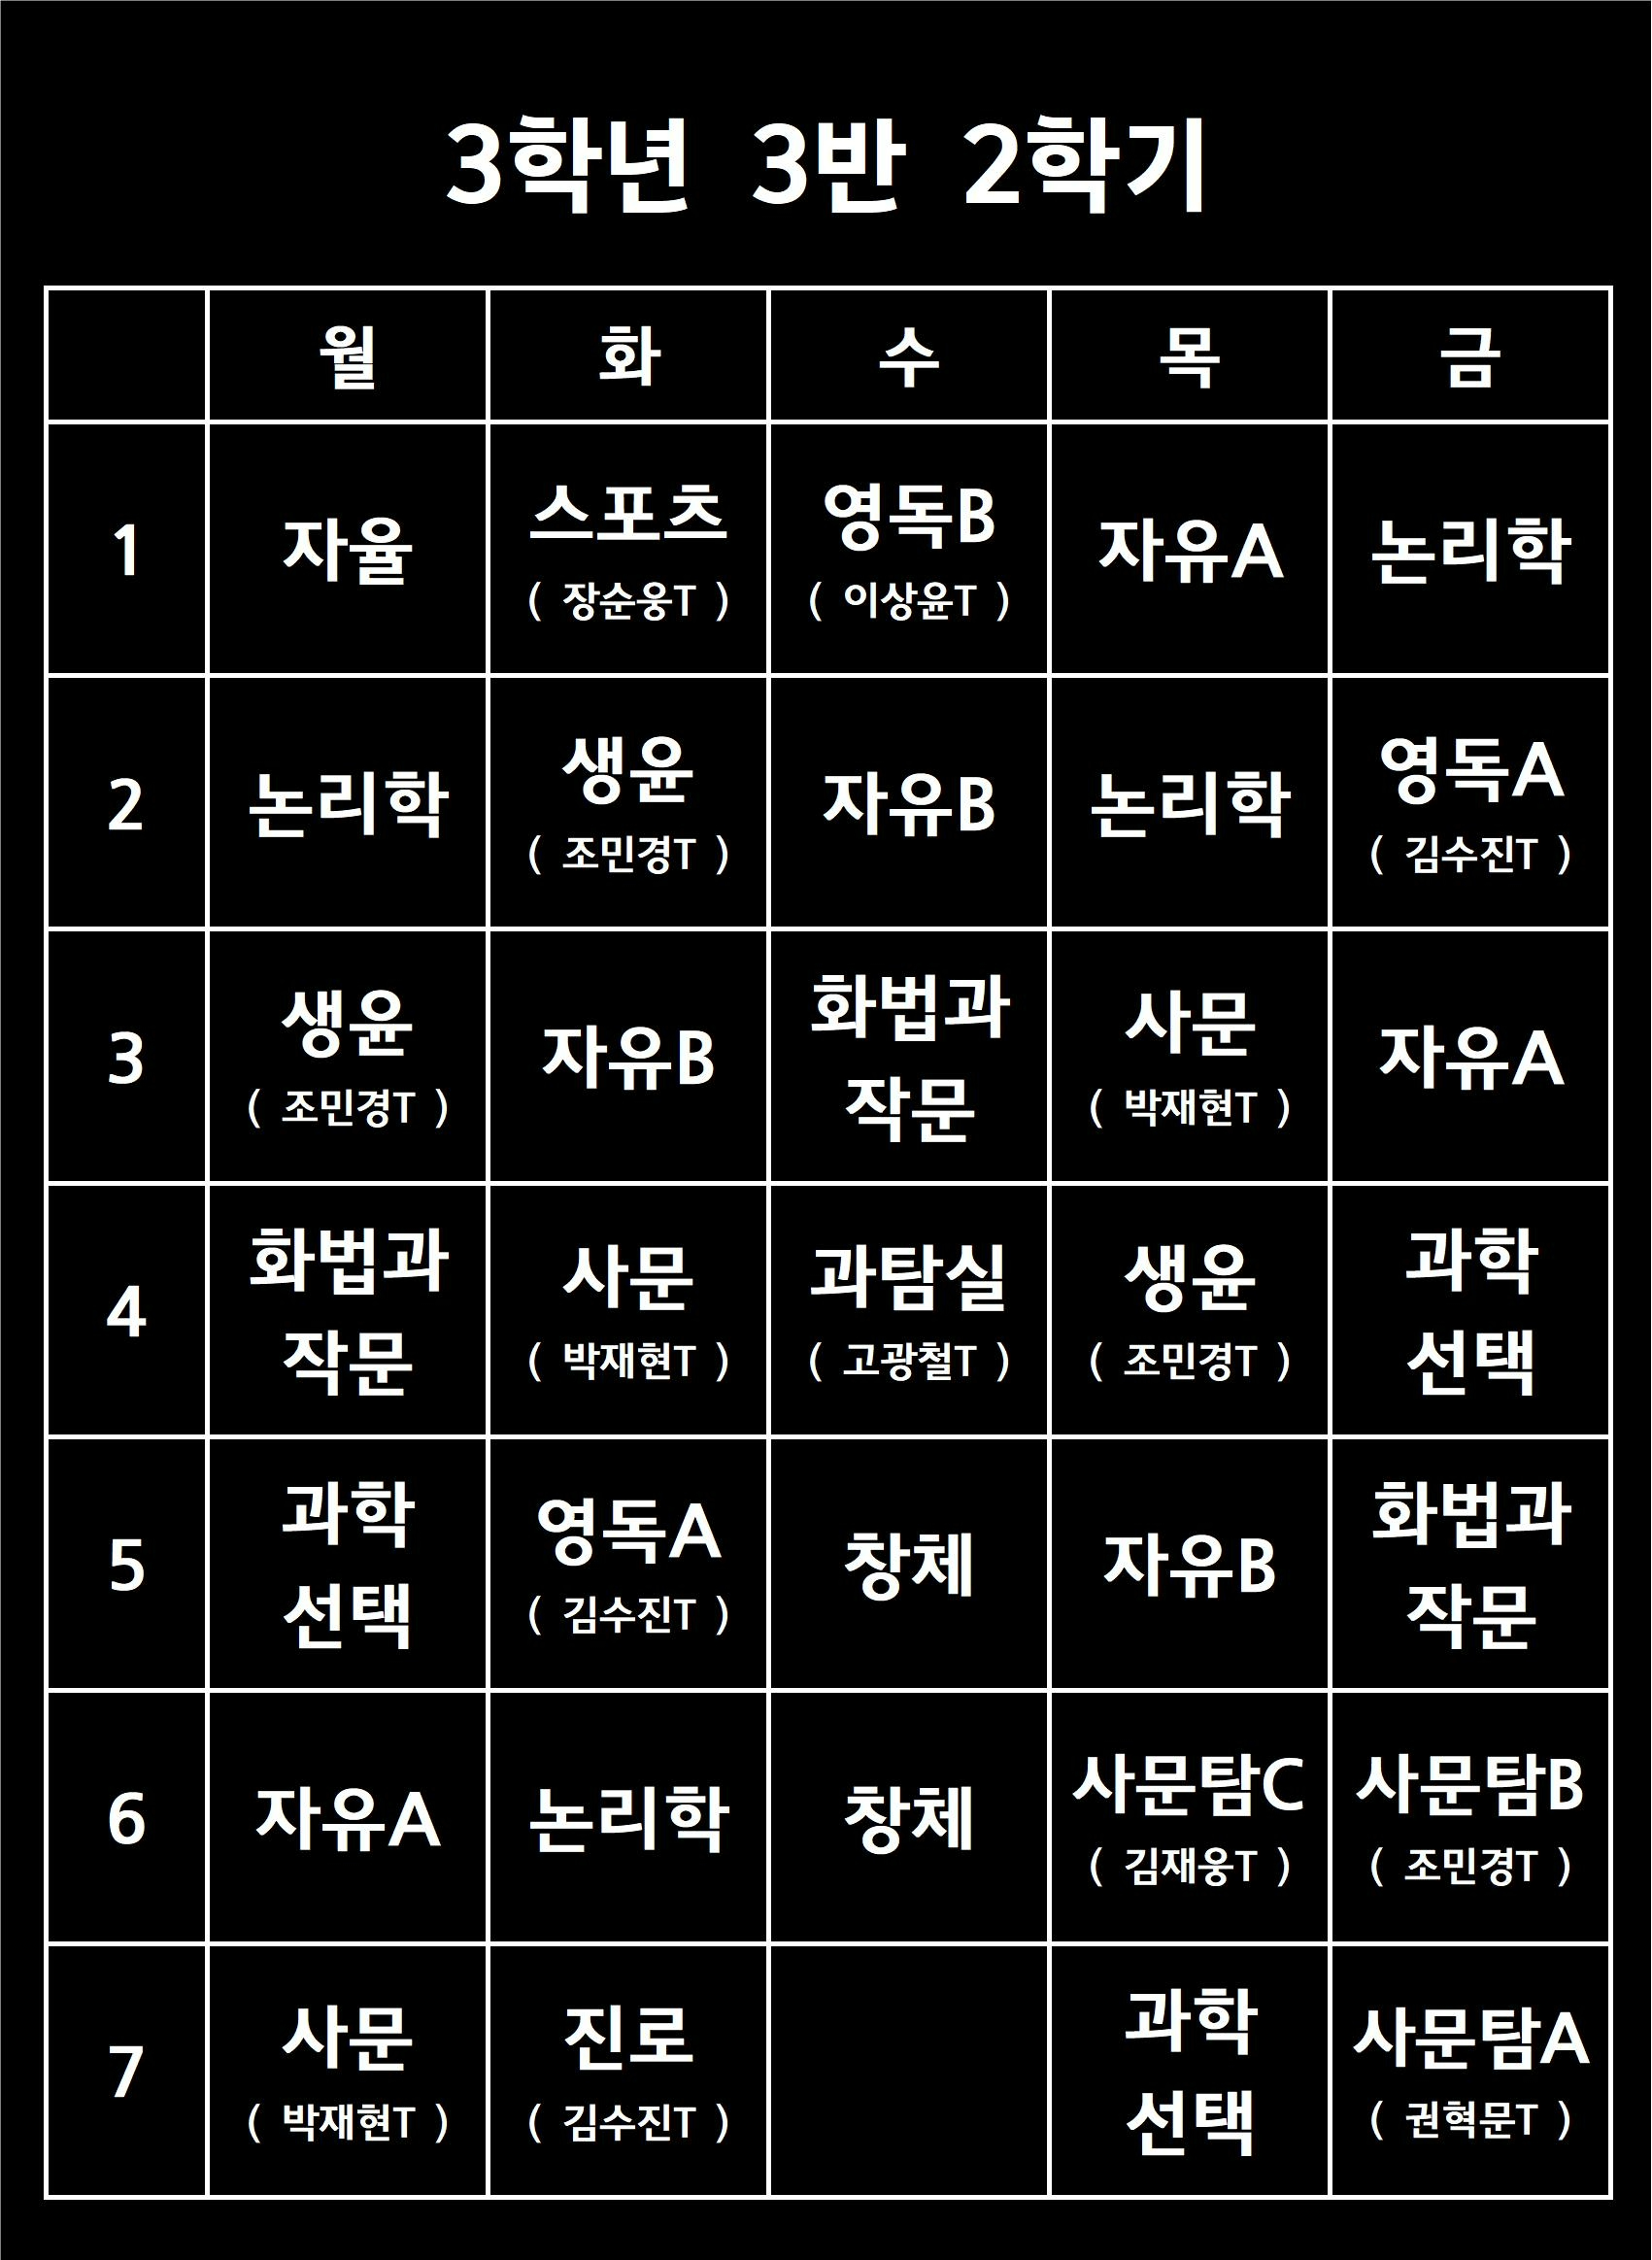 3학년 3반 2학기
월 화 수 목 금
1 자율 스포츠 영독B 자유A 논리학
( 장순웅T ) ( 이상윤T )
2 논리학 생윤 자유B 논리학 영독A
( 조민경T ) ( 김수진T )
3 생윤 자유B 화법과 작문 사문 자유A
( 조민경T ) ( 박재현T )
4 화법과 작문 사문 과탐실 생윤 과학 선택
( 박재현T ) ( 고광철T ) ( 조민경T )
5 과학 선택 영독A 창체 자유B 화법과 작문
( 김수진T )
6 자유A 논리학 창체 사문탐C 사문탐B
( 김재웅T ) ( 조민경T )
7 사문 진로 과학 선택 사문탐A
( 박재현T ) ( 김수진T ) ( 권혁문T )